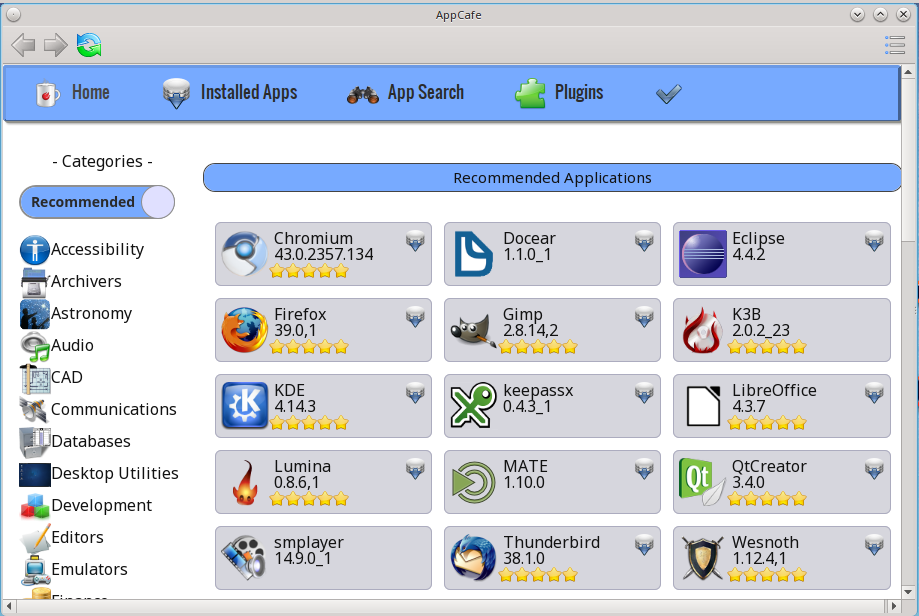 AppCafe
Home
Installed Apps
App Search
Plugins
- Categories -
Recommended
Accessibility
Archivers
Astronomy
Audio
CAD
Communications
Databases
Desktop Utilities
Development
Editors
Emulators
Finance
Recommended Applications
Chromium
43.0.2357.134
Docear
1.1.0_1
Eclipse
4.4.2
Firefox
39.0,1
Gimp
2.8.14,2
K3B
2.0.2_23
KDE
4.14.3
keepassx
0.4.3_1
LibreOffice
4.3.7
Lumina
0.8.6,1
MATE
1.10.0
Qt
QtCreator
3.4.0
smplayer
14.9.0_1
Thunderbird
38.1.0
Wesnoth
1.12.4,1